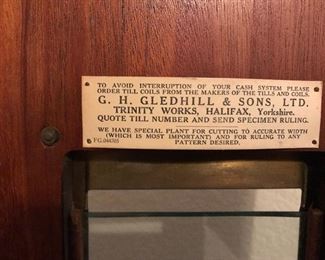 TO AVOID INTERRUPTION OF YOUR CASH SYSTEM PLEASE
ORDER TILL COILS FROM THE MAKERS OF THE TILLS AND COILS.
G. H. GLEDHILL & SONS, LTD.
TRINITY WORKS, HALIFAX, Yorkshire.
QUOTE TILL NUMBER AND SEND SPECIMEN RULING.
WE HAVE SPECIAL PLANT FOR CUTTING TO ACCURATE WIDTH
(WHICH IS MOST IMPORTANT) AND FOR RULING TO ANY
PATTERN DESIRED.